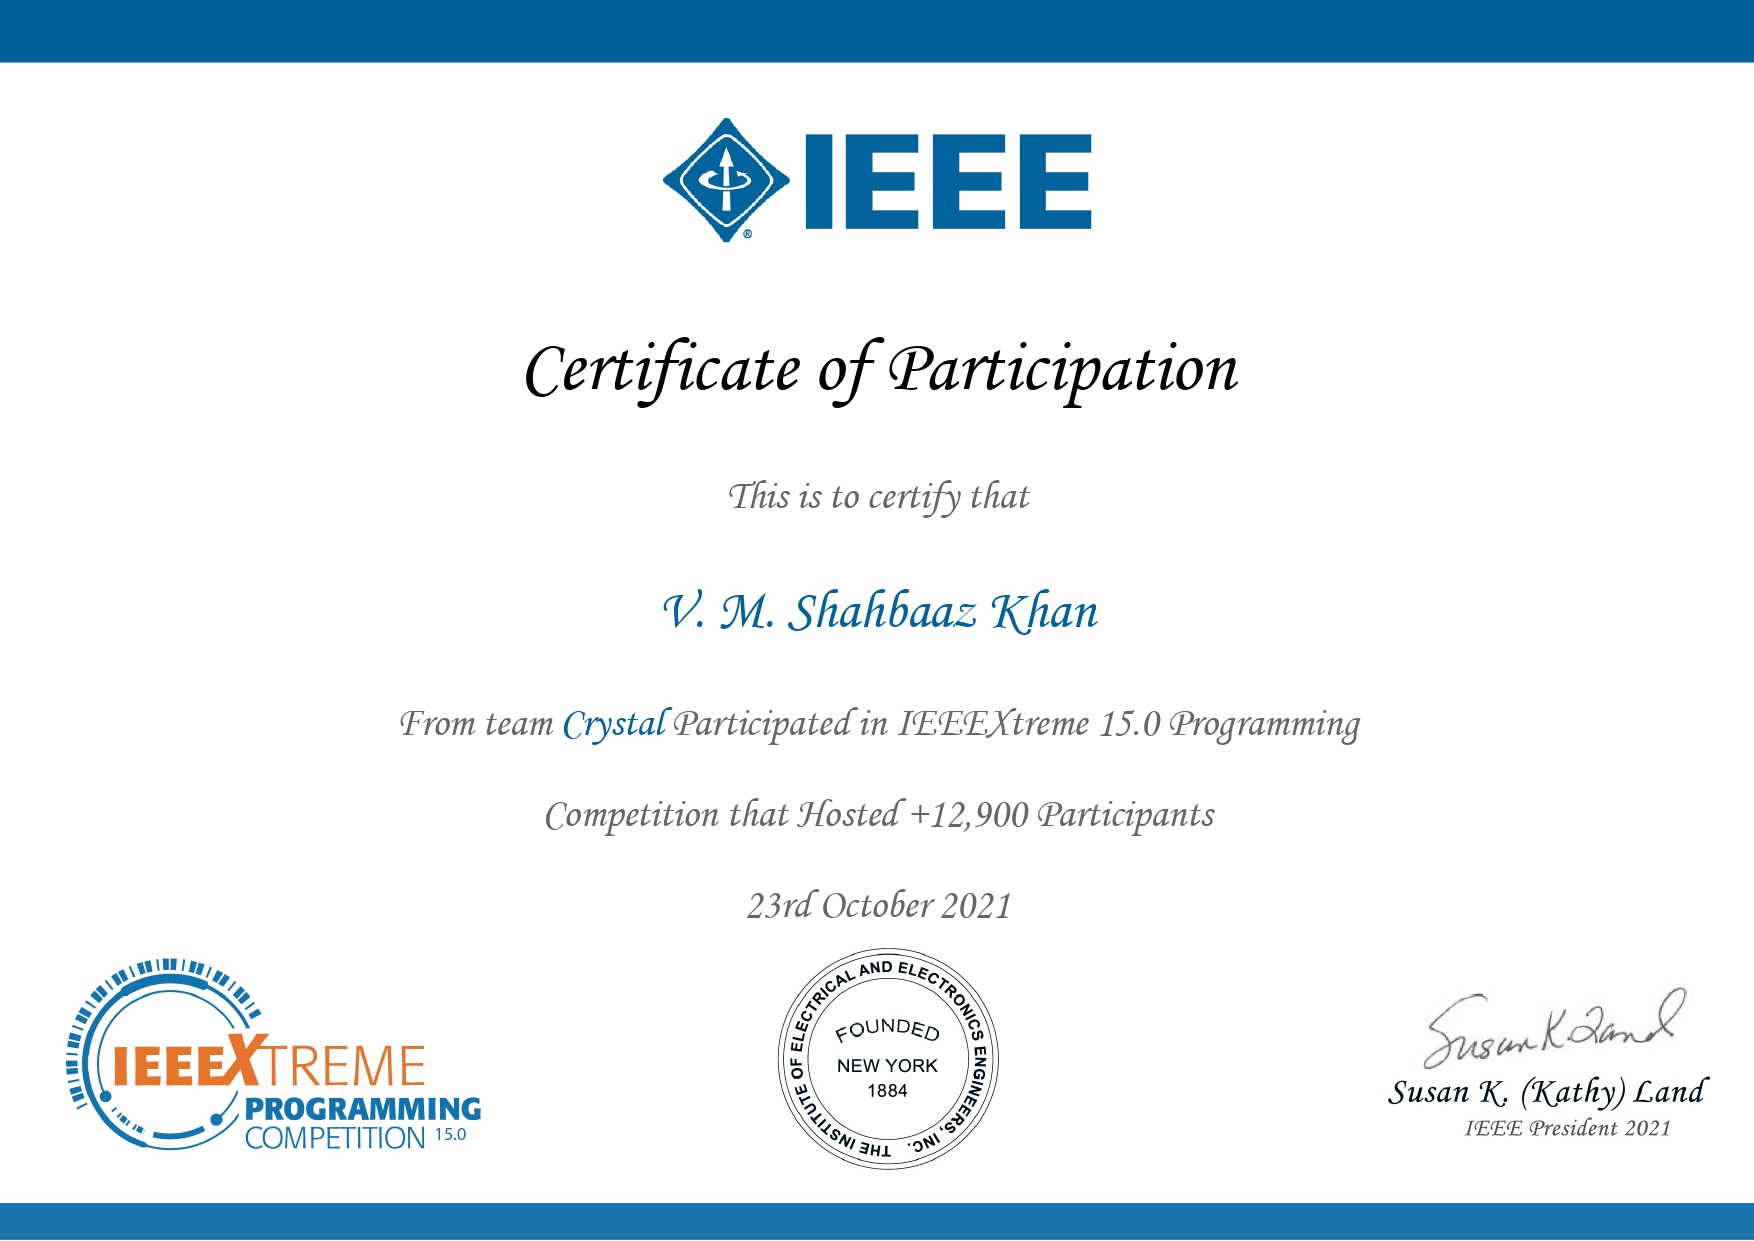 IEEE
®
Certificate of Participation
This is to certify that
V. M. Shahbaaz Khan
From team Crystal Participated in IEEEXtreme 15.0 Programming
Competition that Hosted +12,900 Participants
23rd October 2021
IEEEXTREME
PROGRAMMING
COMPETITION 15.0
THE INSTITUTE OF ELECTRICAL AND ELECTRONICS ENGINEERS, INC.
FOUNDED
NEW YORK
1884
Susan K. Land
Susan K. (Kathy) Land
IEEE President 2021